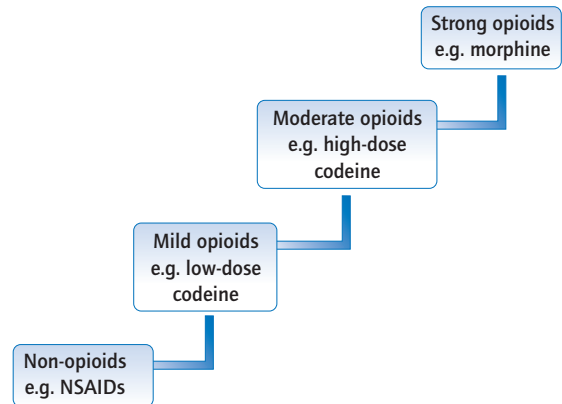 Strong opioids
e.g. morphine
Moderate opioids
e.g. high-dose
codeine
Mild opioids
e.g. low-dose
codeine
Non-opioids
e.g. NSAIDs